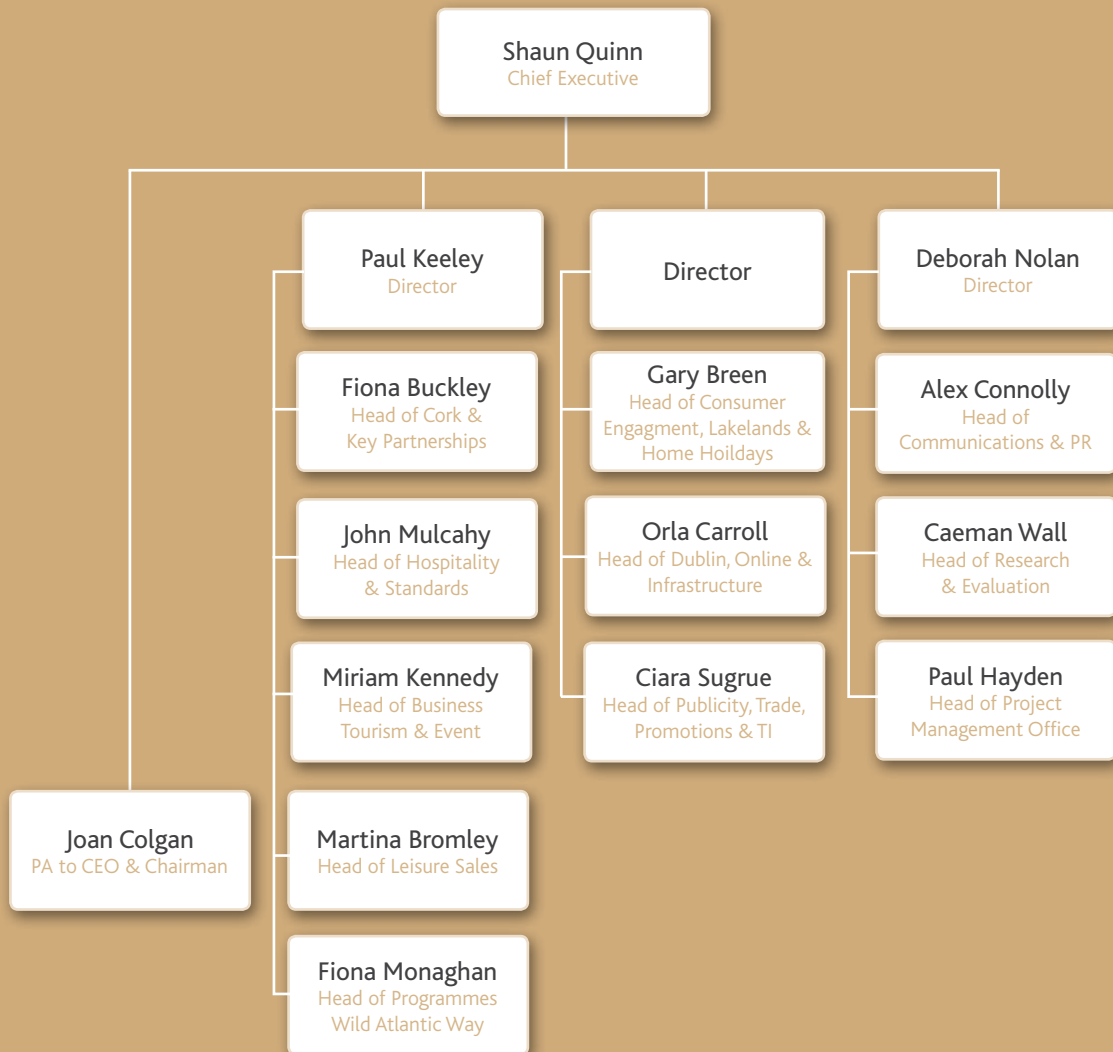 Shaun Quinn
Chief Executive
Paul Keeley
Director
Director
Deborah Nolan
Director
Fiona Buckley
Head of Cork &
Key Partnerships
Gary Breen
Head of Consumer
Engagment, Lakelands &
Home Hoildays
Alex Connolly
Head of
Communications & PR
John Mulcahy
Head of Hospitality
& Standards
Orla Carroll
Head of Dublin, Online &
Infrastructure
Caeman Wall
Head of Research
& Evaluation
Miriam Kennedy
Head of Business
Tourism & Event
Ciara Sugrue
Head of Publicity, Trade,
Promotions & TI
Paul Hayden
Head of Project
Management Office
Joan Colgan
PA to CEO & Chairman
Martina Bromley
Head of Leisure Sales
Fiona Monaghan
Head of Programmes
Wild Atlantic Way